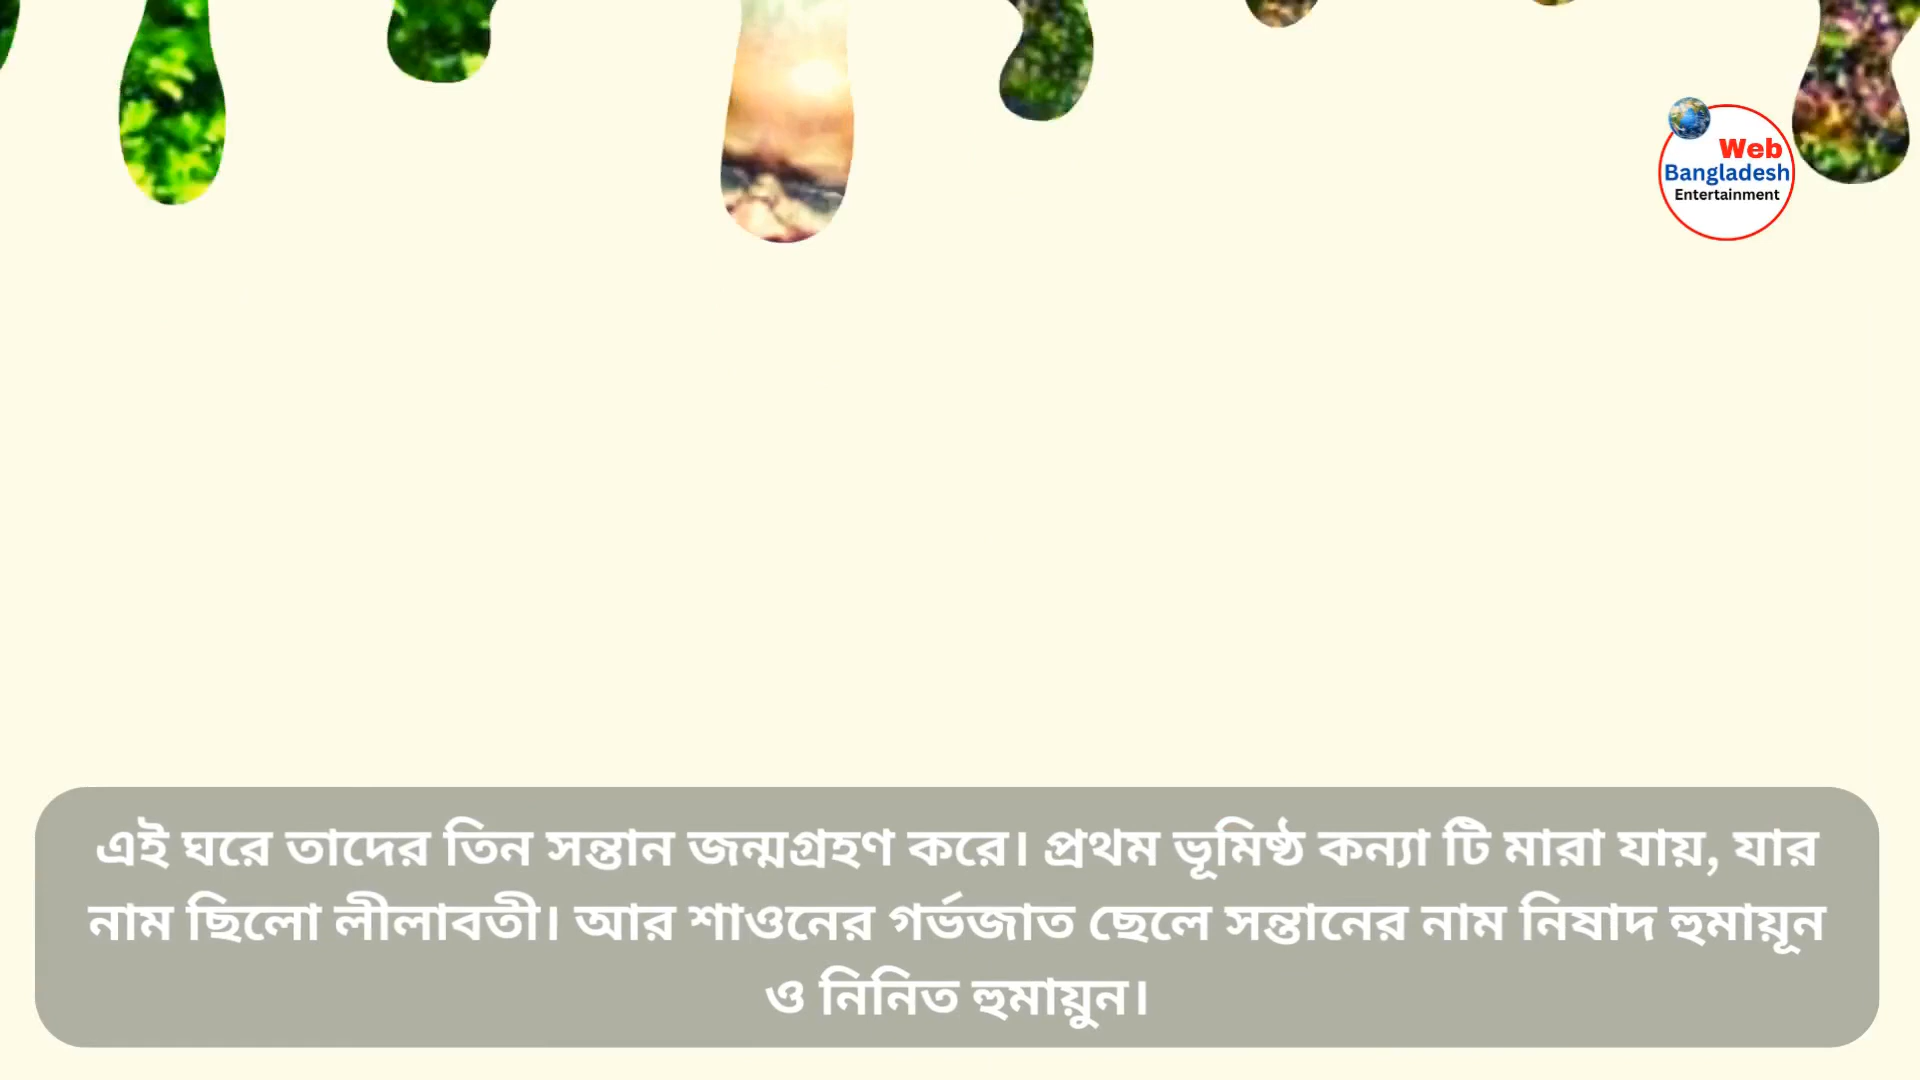 Web
Bangladesh
Entertainment
এই ঘরে তাদের তিন সন্তান জন্মগ্রহণ করে। প্রথম ভূমিষ্ঠ কন্যা টি মারা যায়, যার
নাম ছিলো লীলাবতী। আর শাওনের গর্ভজাত ছেলে সন্তানের নাম নিষাদ হুমায়ূন
ও নিনিত হুমায়ুন।